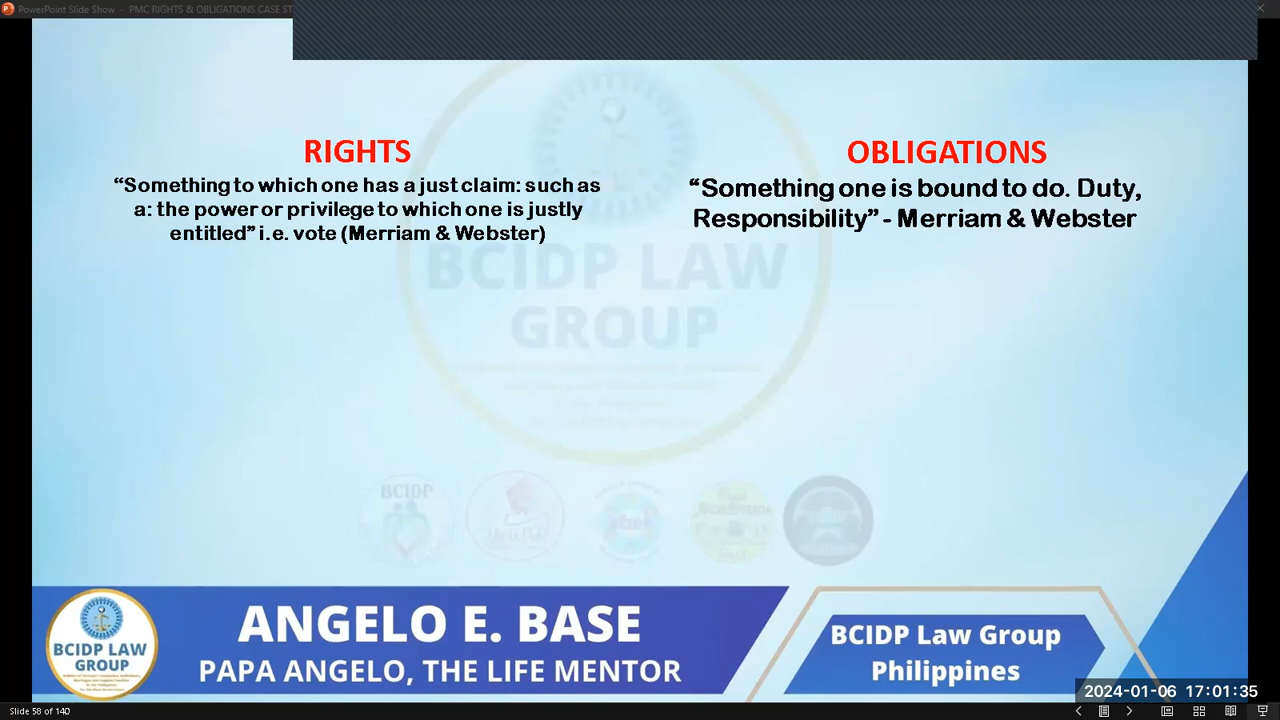 PowerPoint Slide Show - PMC RIGHTS & OBLIGATIONS CASE ST
RIGHTS
“Something to which one has a just claim: such as
a: the power or privilege to which one is justly
entitled” i.e. vote (Merriam & Webster)
OBLIGATIONS
“Something one is bound to do. Duty,
Responsibility” - Merriam & Webster
BCIDP LAW
GROUP
BCIDP
BCIDP LAW
GROUP
ANGELO E. BASE
PAPA ANGELO, THE LIFE MENTOR
BCIDP Law Group
Philippines
2024-01-06 17:01:35
Slide 58 of 140